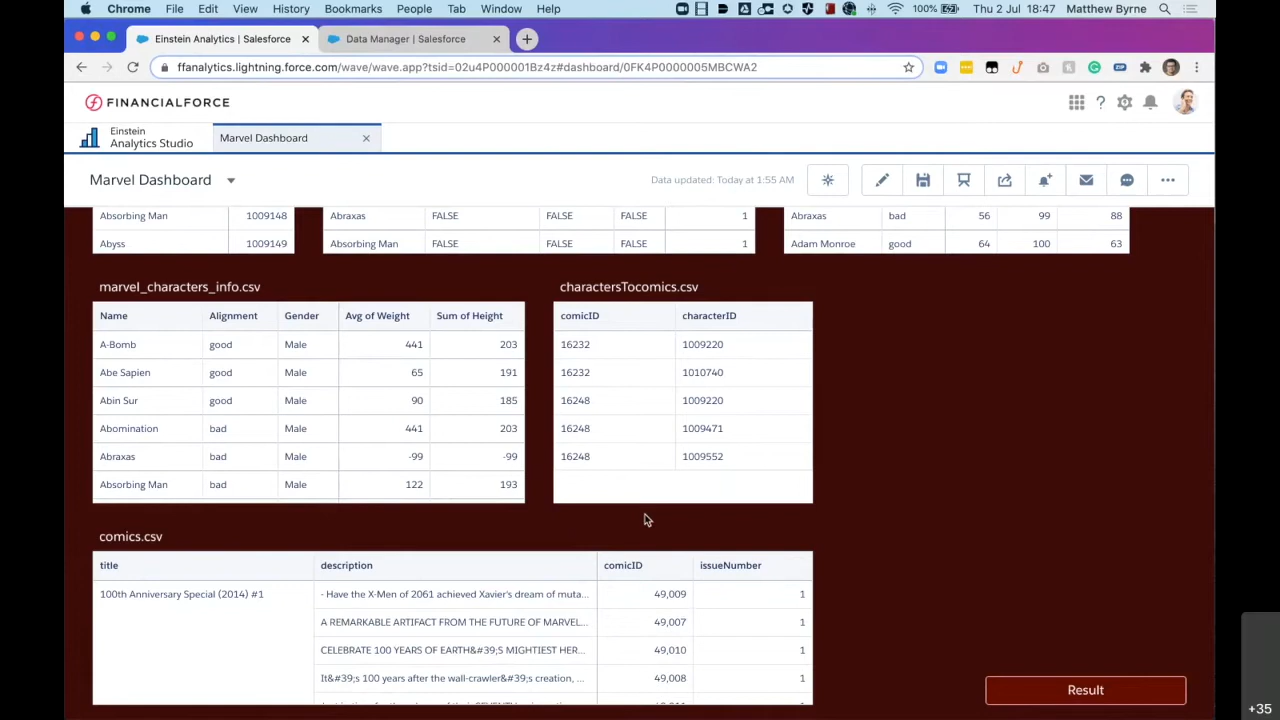 Chrome File Edit View History Bookmarks People Tab Window Help 100% Thu 2 Jul 18:47 Matthew Byrne
Einstein Analytics | Salesforce Data Manager | Salesforce
ffanalytics.lightning.force.com/wave/wave.app?tsid=02u4P000001Bz4z#dashboard/0FK4P0000005MBCWA2
FINANCIALFORCE
Einstein
Analytics Studio
Marvel Dashboard
Marvel Dashboard
Data updated: Today at 1:55 AM
Absorbing Man 1009148 Abraxas FALSE FALSE FALSE 1 Abraxas bad 56 99 88
Abyss 1009149 Absorbing Man FALSE FALSE FALSE 1 Adam Monroe good 64 100 63
marvel_characters_info.csv
Name Alignment Gender Avg of Weight Sum of Height
A-Bomb good Male 441 203
Abe Sapien good Male 65 191
Abin Sur good Male 90 185
Abomination bad Male 441 203
Abraxas bad Male -99 -99
Absorbing Man bad Male 122 193
charactersTocomics.csv
comicID characterID
16232 1009220
16232 1010740
16248 1009220
16248 1009471
16248 1009552
comics.csv
title description comicID issueNumber
100th Anniversary Special (2014) #1 - Have the X-Men of 2061 achieved Xavier's dream of muta... 49,009 1
A REMARKABLE ARTIFACT FROM THE FUTURE OF MARVEL... 49,007 1
CELEBRATE 100 YEARS OF EARTH&#39;S MIGHTIEST HER... 49,010 1
It&#39;s 100 years after the wall-crawler&#39;s creation, ... 49,008 1
Result
+35